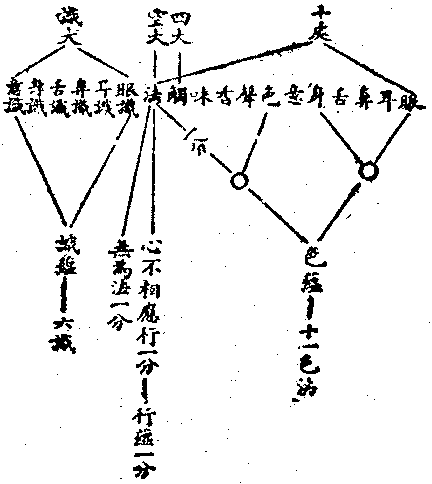 十處
四大
空大
識大
眼
耳
鼻
舌
身
意
色
聲
香
味
觸
法
眼識
耳識
鼻識
舌識
身識
意識
色蘊
十一色法
心不相應行一分
行蘊一分
無為法一分
識蘊
六識